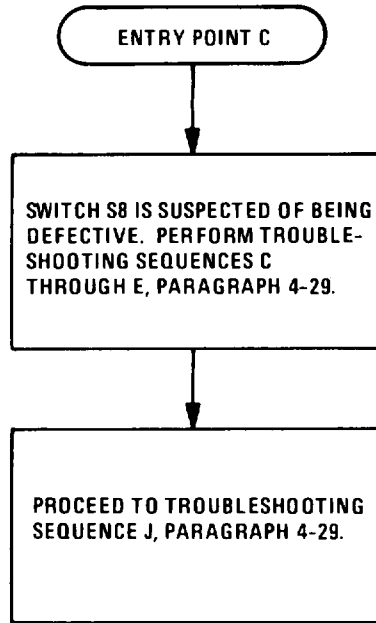 ENTRY POINT C
SWITCH S8 IS SUSPECTED OF BEING
DEFECTIVE. PERFORM TROUBLE-
SHOOTING SEQUENCES C
THROUGH E, PARAGRAPH 4-29.
PROCEED TO TROUBLESHOOTING
SEQUENCE J, PARAGRAPH 4-29.